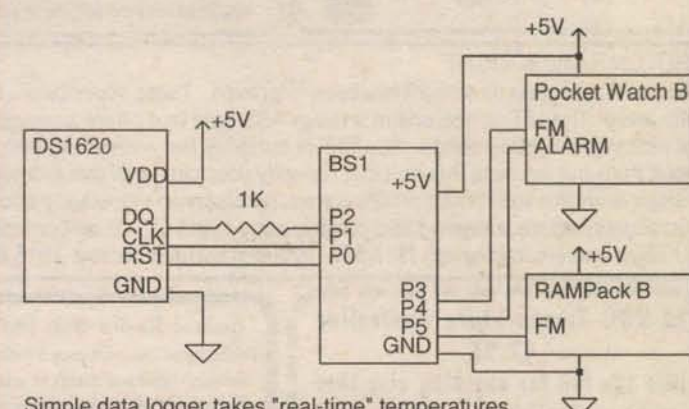 +5V
Pocket Watch B
FM
ALARM
DS1620
+5V
VDD
DQ
CLK
RST
GND
1K
BS1
+5V
P2
P1
P0
P3
P4
P5
GND
+5V
RAMPack B
FM
Simple data logger takes "real-time" temperatures